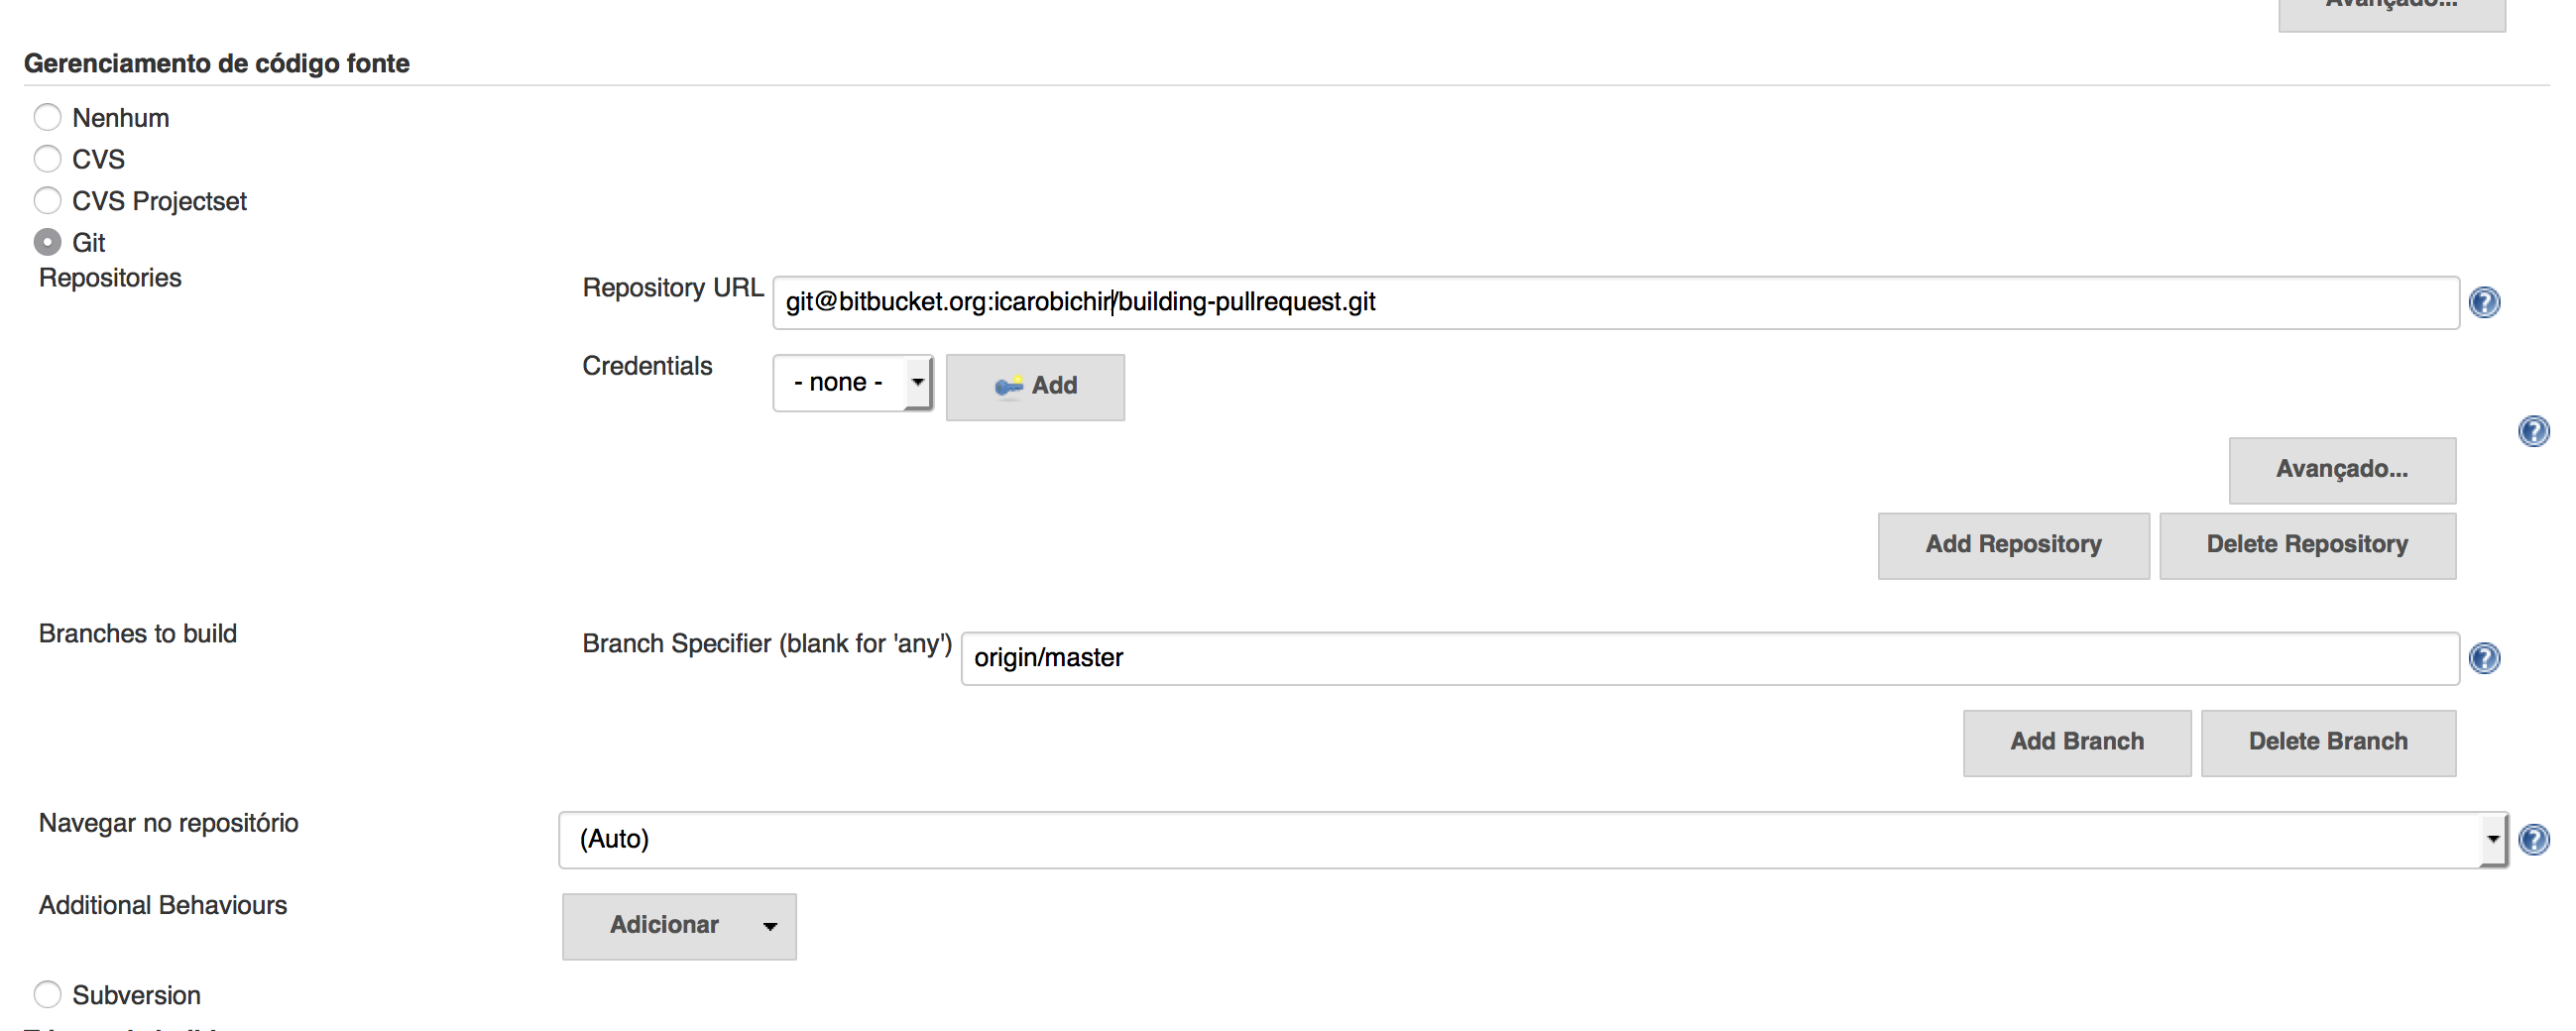 Avançado...
Gerenciamento de código fonte
Nenhum
CVS
CVS Projectset
Git
Repositories
Repository URL git@bitbucket.org:icarobichir/building-pullrequest.git
Credentials - none - Add
Avançado...
Add Repository Delete Repository
Branches to build
Branch Specifier (blank for 'any') origin/master
Add Branch Delete Branch
Navegar no repositório (Auto)
Additional Behaviours Adicionar
Subversion